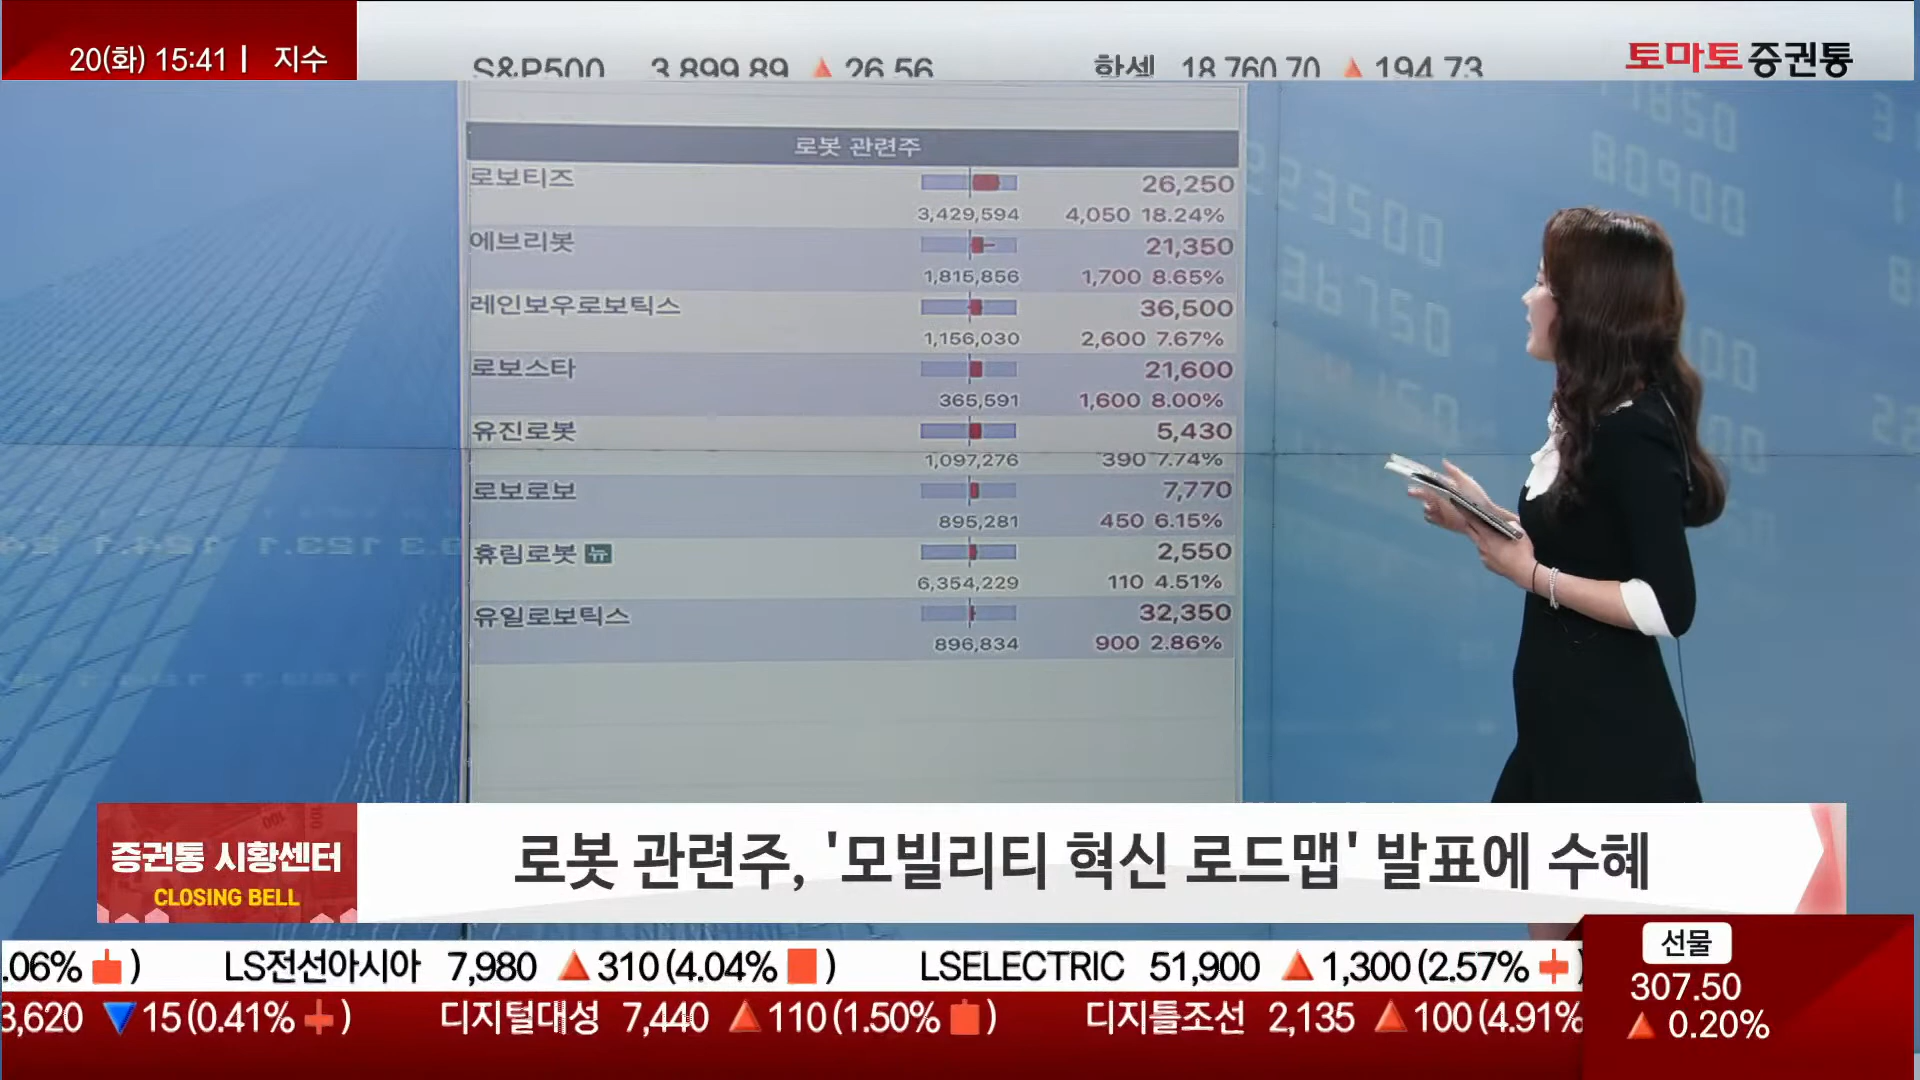 20(화) 15:41 | 지수
S&P500 3,899.89 ▲ 26.56 항셍 18,760.70 ▲ 194.73
토마토증권통
로봇 관련주
로보티즈 26,250
3,429,594 4,050 18.24%
에브리봇 21,350
1,815,856 1,700 8.65%
레인보우로보틱스 36,500
1,156,030 2,600 7.67%
로보스타 21,600
365,591 1,600 8.00%
유진로봇 5,430
1,097,276 390 7.74%
로보로보 7,770
895,281 450 6.15%
휴림로봇 뉴 2,550
6,354,229 110 4.51%
유일로보틱스 32,350
896,834 900 2.86%
223500
36750
80900
증권통 시황센터
CLOSING BELL
로봇 관련주, '모빌리티 혁신 로드맵' 발표에 수혜
.06% ) LS전선아시아 7,980 ▲310(4.04% ) LSELECTRIC 51,900 ▲1,300(2.57% )
3,620 ▼15(0.41% ) 디지털대성 7,440 ▲110(1.50% ) 디지틀조선 2,135 ▲100(4.91%
선물
307.50
▲ 0.20%